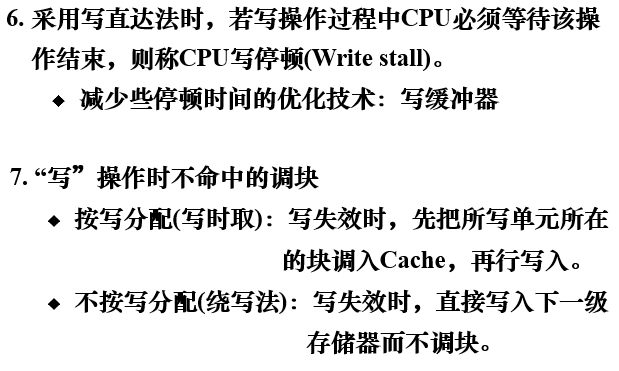 6. 采用写直达法时，若写操作过程中CPU必须等待该操
作结束，则称CPU写停顿(Write stall)。
◆ 减少些停顿时间的优化技术：写缓冲器
7. “写”操作时不命中的调块
◆ 按写分配(写时取)：写失效时，先把所写单元所在
的块调入Cache，再行写入。
◆ 不按写分配(绕写法)：写失效时，直接写入下一级
存储器而不调块。